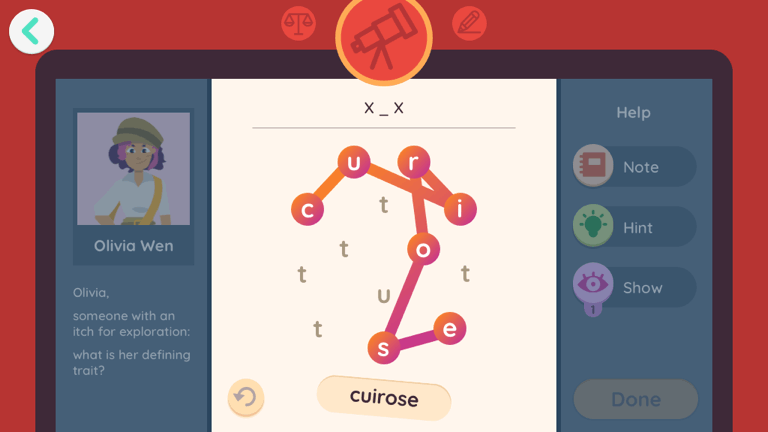 x _ x
Help
u r
c t i
t o
t u t
t e
s
Note
Hint
Show
1
Olivia Wen
Olivia,
someone with an
itch for exploration:
what is her defining
trait?
cuirose
Done